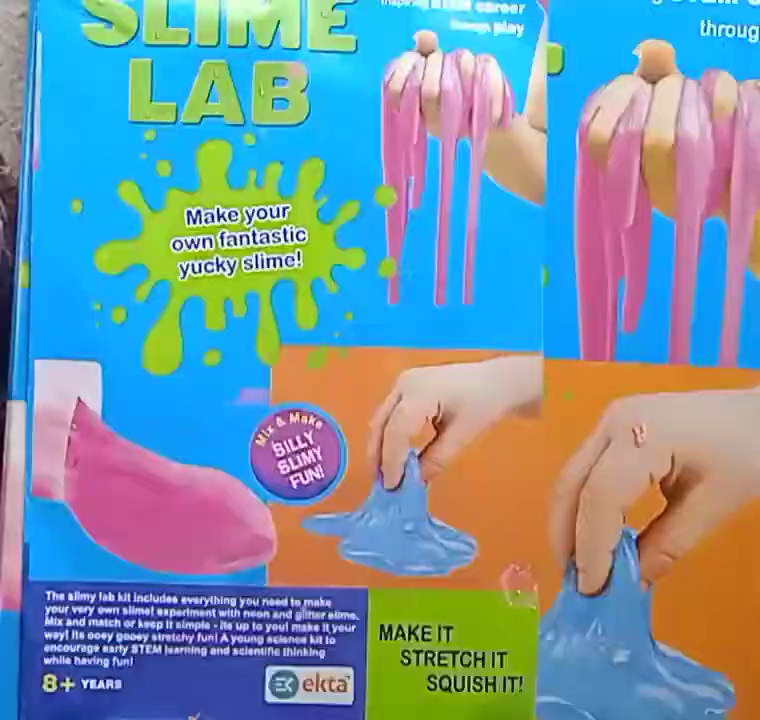 SLIME
LAB
career
through play
throug
Make your
own fantastic
yucky slime!
Mix & Make
SILLY
SLIMY
FUN!
The slimy lab kit includes everything you need to make
your very own slime! experiment with neon and glitter slime.
Mix and match or keep it simple - its up to you! make it your
way! its ooey gooey stretchy fun! A young science kit to
encourage early STEM learning and scientific thinking
while having fun!
8+ YEARS
ekta
MAKE IT
STRETCH IT
SQUISH IT!